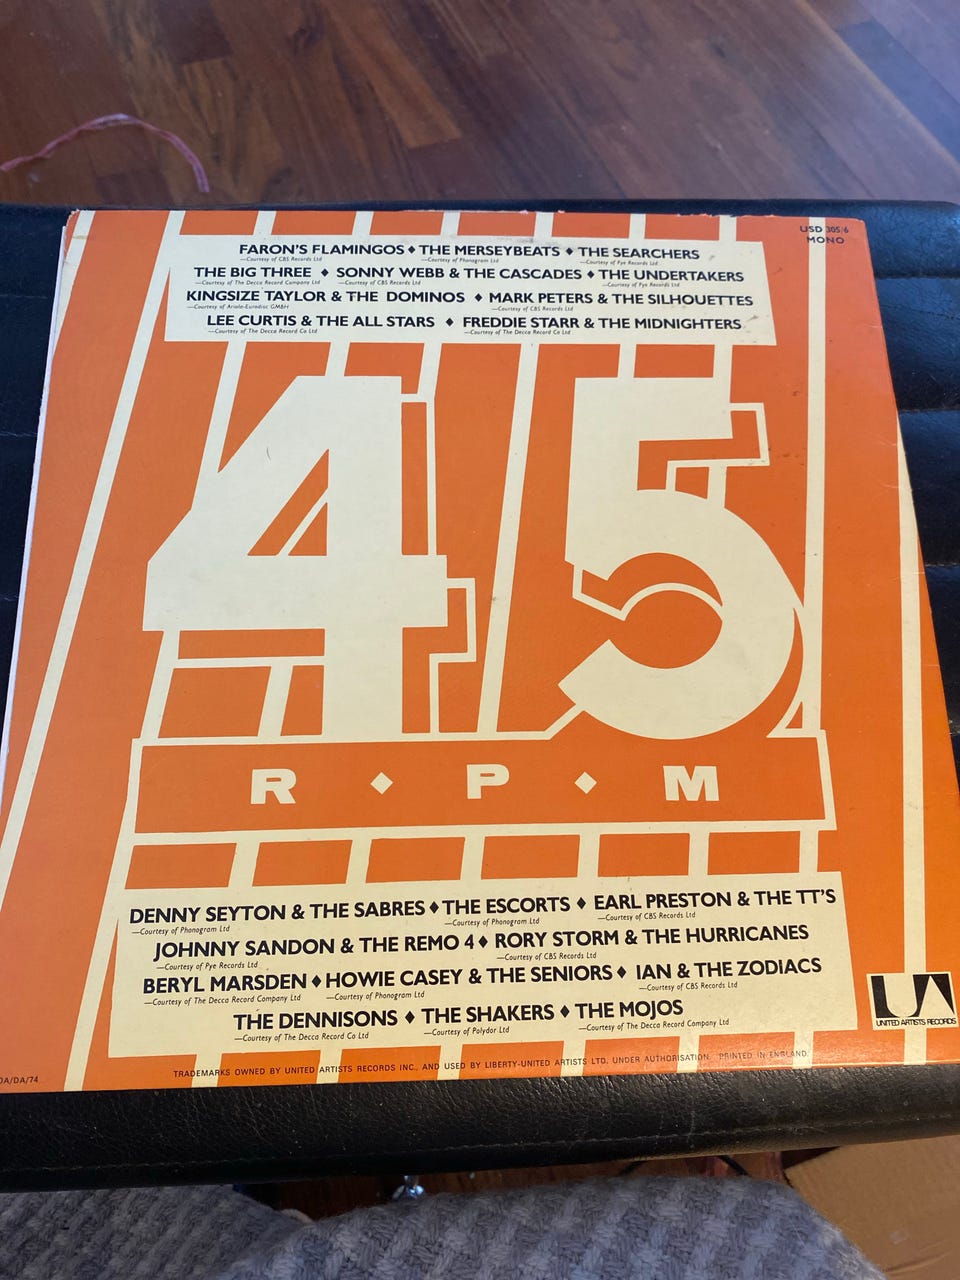 USD 305/6
MONO
FARON'S FLAMINGOS ♦ THE MERSEYBEATS ♦ THE SEARCHERS
—Courtesy of CBS Records Ltd —Courtesy of Phonogram Ltd —Courtesy of Pye Records Ltd
THE BIG THREE ♦ SONNY WEBB & THE CASCADES ♦ THE UNDERTAKERS
—Courtesy of The Decca Record Company Ltd —Courtesy of CBS Records Ltd —Courtesy of Pye Records Ltd
KINGSIZE TAYLOR & THE DOMINOS ♦ MARK PETERS & THE SILHOUETTES
—Courtesy of Ariola-Eurodisc GMBH —Courtesy of CBS Records Ltd
LEE CURTIS & THE ALL STARS ♦ FREDDIE STARR & THE MIDNIGHTERS
—Courtesy of The Decca Record Co Ltd —Courtesy of The Decca Record Co Ltd
45
R ♦ P ♦ M
DENNY SEYTON & THE SABRES ♦ THE ESCORTS ♦ EARL PRESTON & THE TT'S
—Courtesy of Phonogram Ltd —Courtesy of Phonogram Ltd —Courtesy of CBS Records Ltd
JOHNNY SANDON & THE REMO 4 ♦ RORY STORM & THE HURRICANES
—Courtesy of Pye Records Ltd —Courtesy of CBS Records Ltd
BERYL MARSDEN ♦ HOWIE CASEY & THE SENIORS ♦ IAN & THE ZODIACS
—Courtesy of The Decca Record Company Ltd —Courtesy of Phonogram Ltd —Courtesy of CBS Records Ltd
THE DENNISONS ♦ THE SHAKERS ♦ THE MOJOS
—Courtesy of The Decca Record Co Ltd —Courtesy of Polydor Ltd —Courtesy of The Decca Record Company Ltd
UA
UNITED ARTISTS RECORDS
DA/DA/74
TRADEMARKS OWNED BY UNITED ARTISTS RECORDS INC., AND USED BY LIBERTY-UNITED ARTISTS LTD. UNDER AUTHORISATION. PRINTED IN ENGLAND.